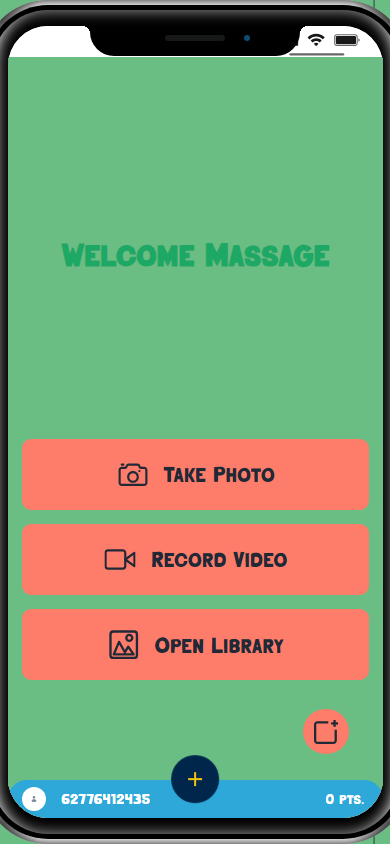 Welcome Massage
Take Photo
Record Video
Open Library
62776412435
0 PTS.